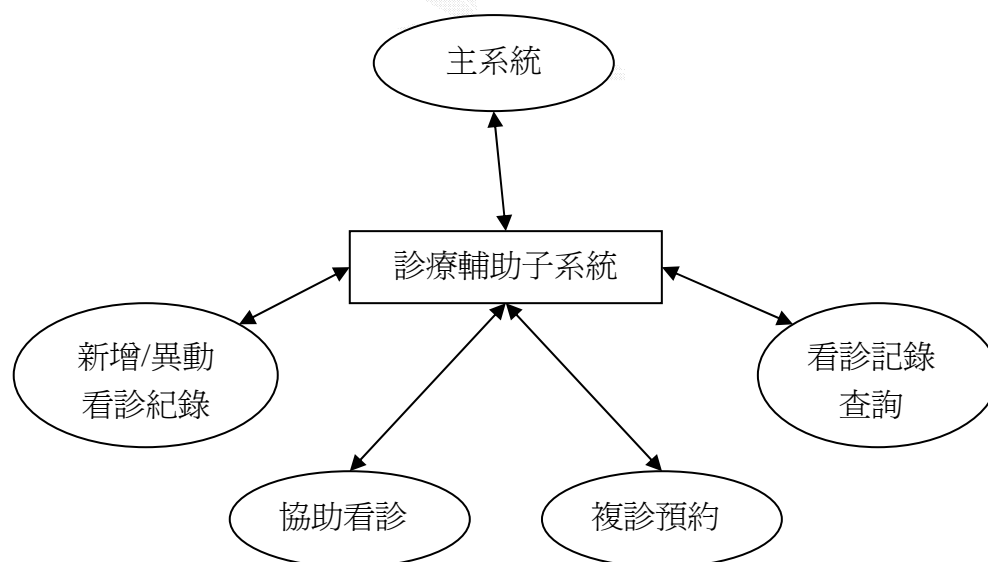 主系統
診療輔助子系統
新增/異動
看診紀錄
看診記錄
查詢
協助看診
複診預約